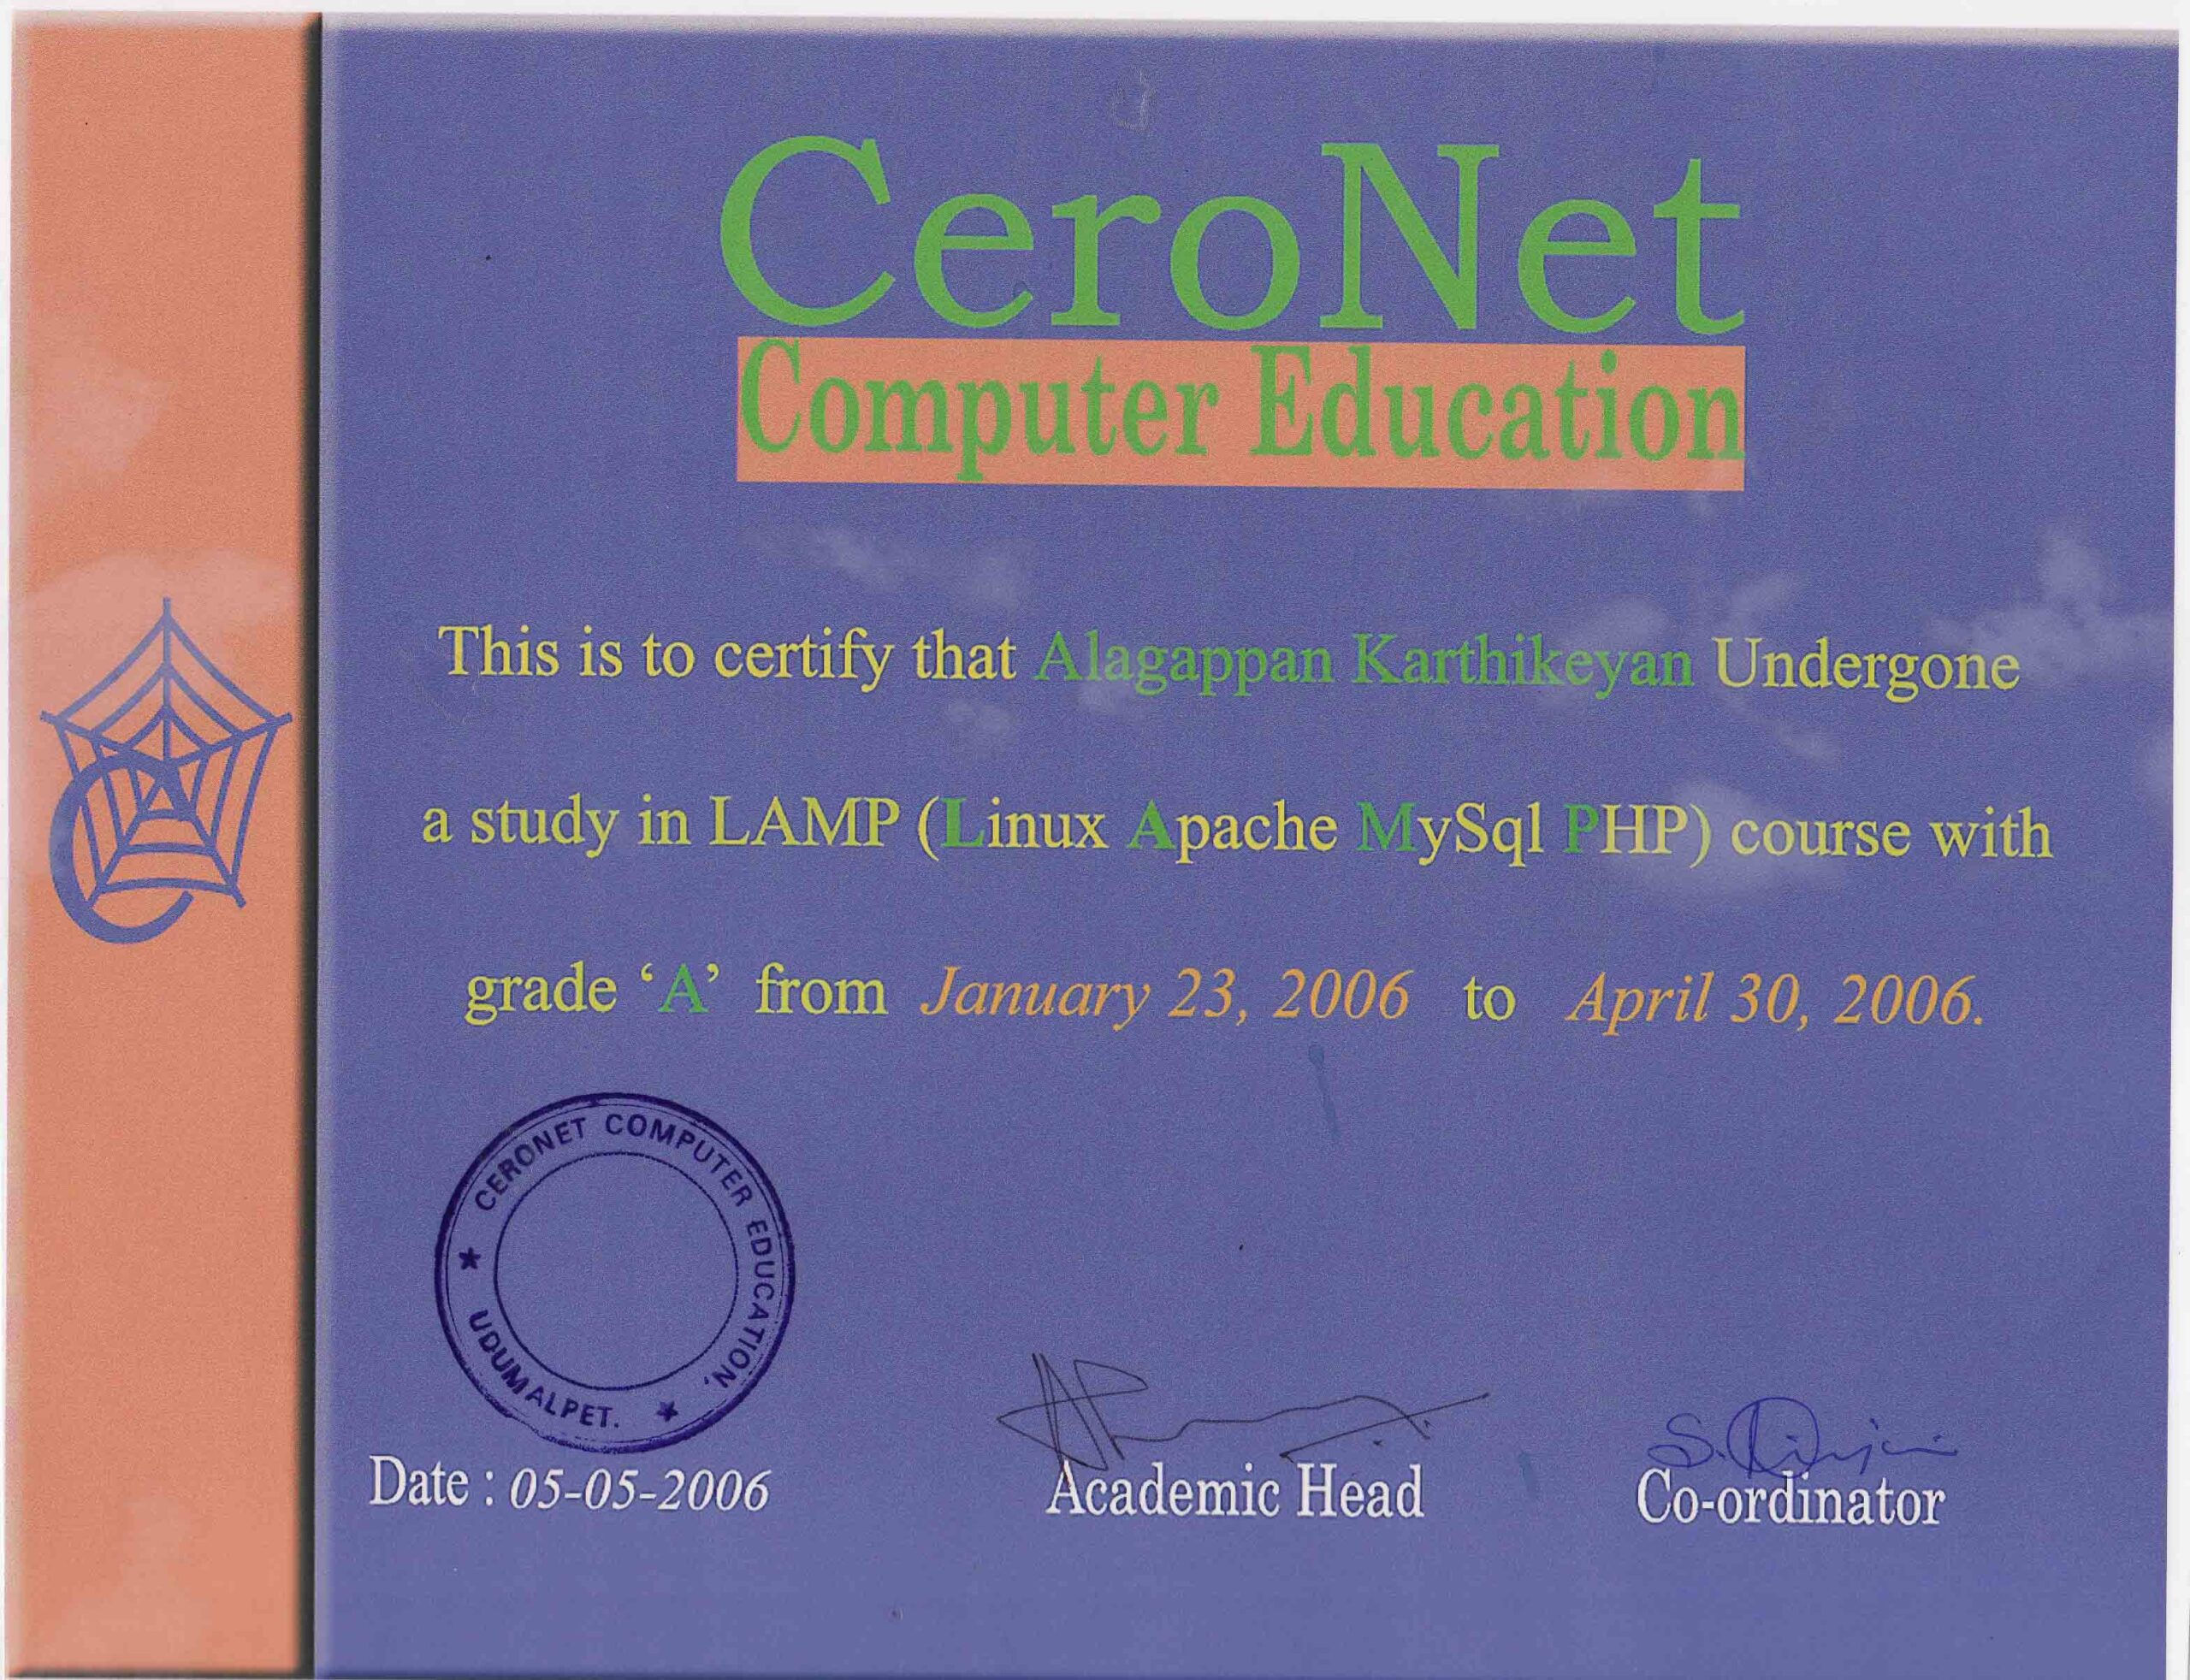 CeroNet
Computer Education
This is to certify that Alagappan Karthikeyan Undergone
a study in LAMP (Linux Apache MySql PHP) course with
grade ‘A’ from January 23, 2006 to April 30, 2006.
CERONET COMPUTER EDUCATION,
★ UDUMALPET. ★
Date : 05-05-2006
Academic Head
Co-ordinator